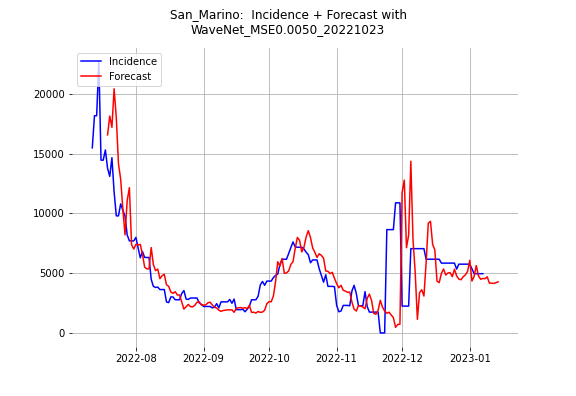 San_Marino:  Incidence + Forecast with
WaveNet_MSE0.0050_20221023
Incidence
Forecast
20000
15000
10000
5000
0
2022-08
2022-09
2022-10
2022-11
2022-12
2023-01